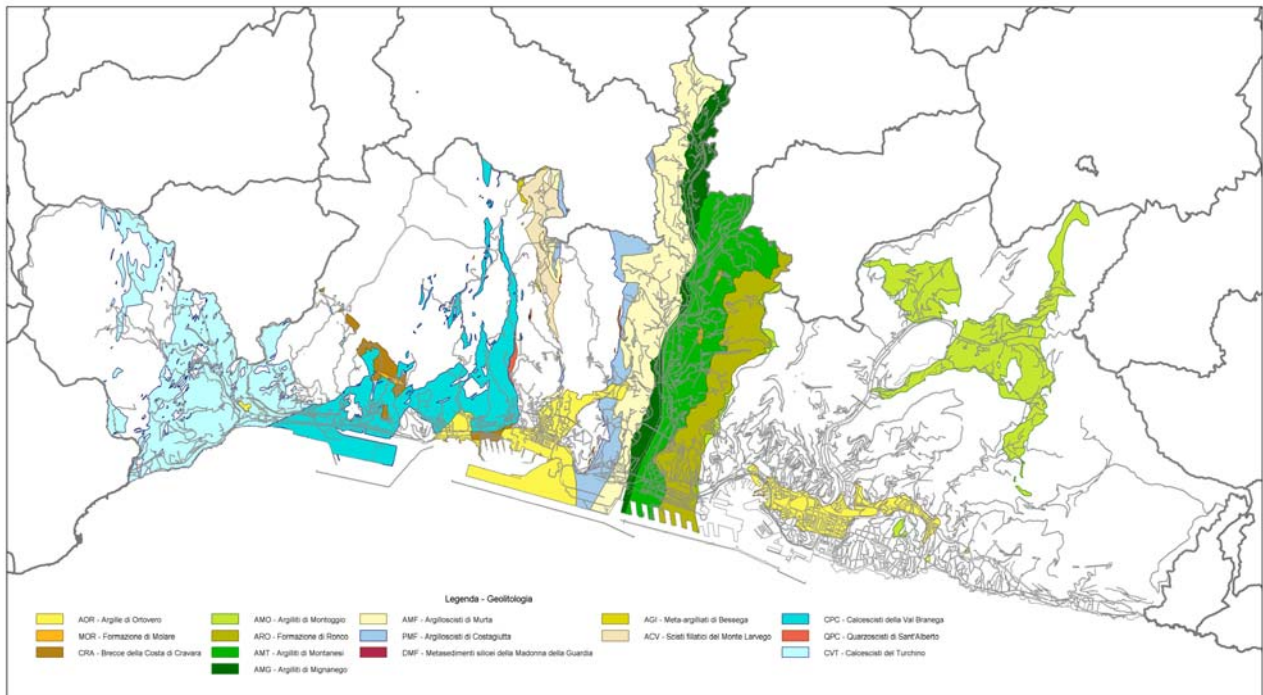 Legenda - Geolitologia
AOR - Argille di Ortovero
MOR - Formazione di Molare
CRA - Brecce della Costa di Cravara
AMO - Argilliti di Montoggio
ARO - Formazione di Ronco
AMT - Argilliti di Montanesi
AMG - Argilliti di Mignanego
AMF - Argilloscisti di Murta
PMF - Argilloscisti di Costagiutta
DMF - Metasedimenti silicei della Madonna della Guardia
AGI - Meta-argilliati di Bessega
ACV - Scisti filatici del Monte Larvego
CPC - Calcescisti della Val Branega
QPC - Quarzoscisti di Sant'Alberto
CVT - Calcescisti del Turchino